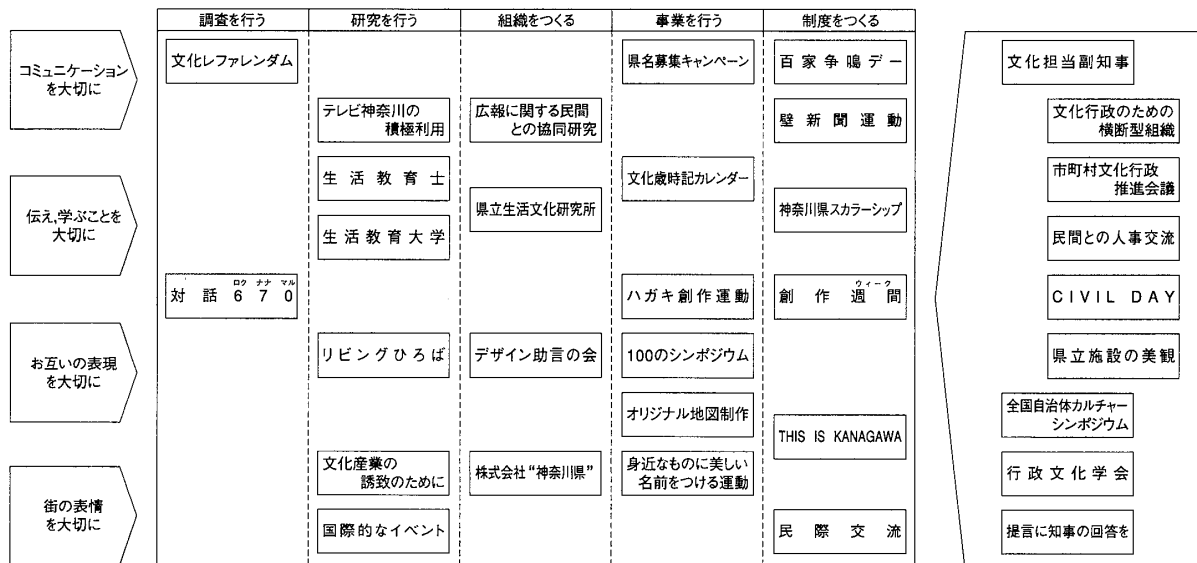 調査を行う
研究を行う
組織をつくる
事業を行う
制度をつくる
コミュニケーション
を大切に
伝え,学ぶことを
大切に
お互いの表現
を大切に
街の表情
を大切に
文化レファレンダム
対話670
ロク ナナ マル
テレビ神奈川の
積極利用
生活教育士
生活教育大学
リビングひろば
文化産業の
誘致のために
国際的なイベント
広報に関する民間
との協同研究
県立生活文化研究所
デザイン助言の会
株式会社“神奈川県”
県名募集キャンペーン
文化歳時記カレンダー
ハガキ創作運動
100のシンポジウム
オリジナル地図制作
身近なものに美しい
名前をつける運動
百家争鳴デー
壁新聞運動
神奈川県スカラーシップ
創作週間
ウィーク
THIS IS KANAGAWA
民際交流
文化担当副知事
文化行政のための
横断型組織
市町村文化行政
推進会議
民間との人事交流
CIVIL DAY
県立施設の美観
全国自治体カルチャー
シンポジウム
行政文化学会
提言に知事の回答を